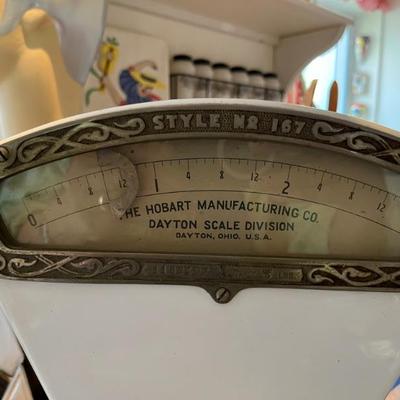 STYLE Nº 167
0 4 8 12 1 4 8 12 2 4 8 12
THE HOBART MANUFACTURING CO.
DAYTON SCALE DIVISION
DAYTON, OHIO. U.S.A.